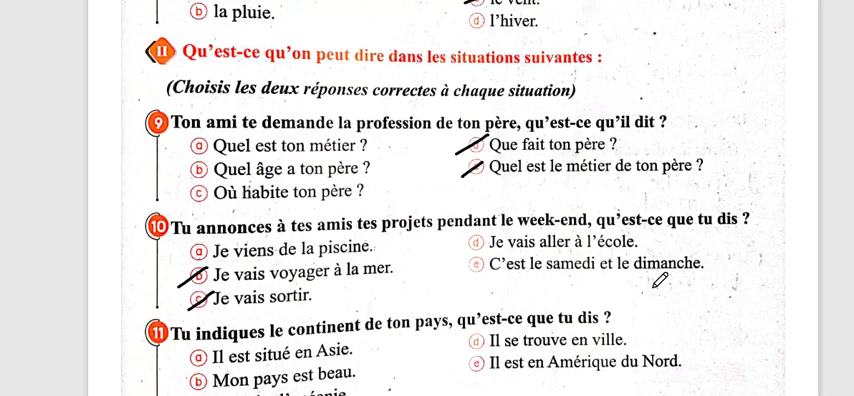 ⓑ la pluie.
ⓓ l'hiver.
II Qu'est-ce qu'on peut dire dans les situations suivantes :
(Choisis les deux réponses correctes à chaque situation)
9 Ton ami te demande la profession de ton père, qu'est-ce qu'il dit ?
ⓐ Quel est ton métier ?
Que fait ton père ?
ⓑ Quel âge a ton père ?
Quel est le métier de ton père ?
ⓒ Où habite ton père ?
10 Tu annonces à tes amis tes projets pendant le week-end, qu'est-ce que tu dis ?
ⓐ Je viens de la piscine.
ⓓ Je vais aller à l'école.
ⓑ Je vais voyager à la mer.
ⓔ C'est le samedi et le dimanche.
ⓒ Je vais sortir.
11 Tu indiques le continent de ton pays, qu'est-ce que tu dis ?
ⓐ Il est situé en Asie.
ⓓ Il se trouve en ville.
ⓑ Mon pays est beau.
ⓔ Il est en Amérique du Nord.